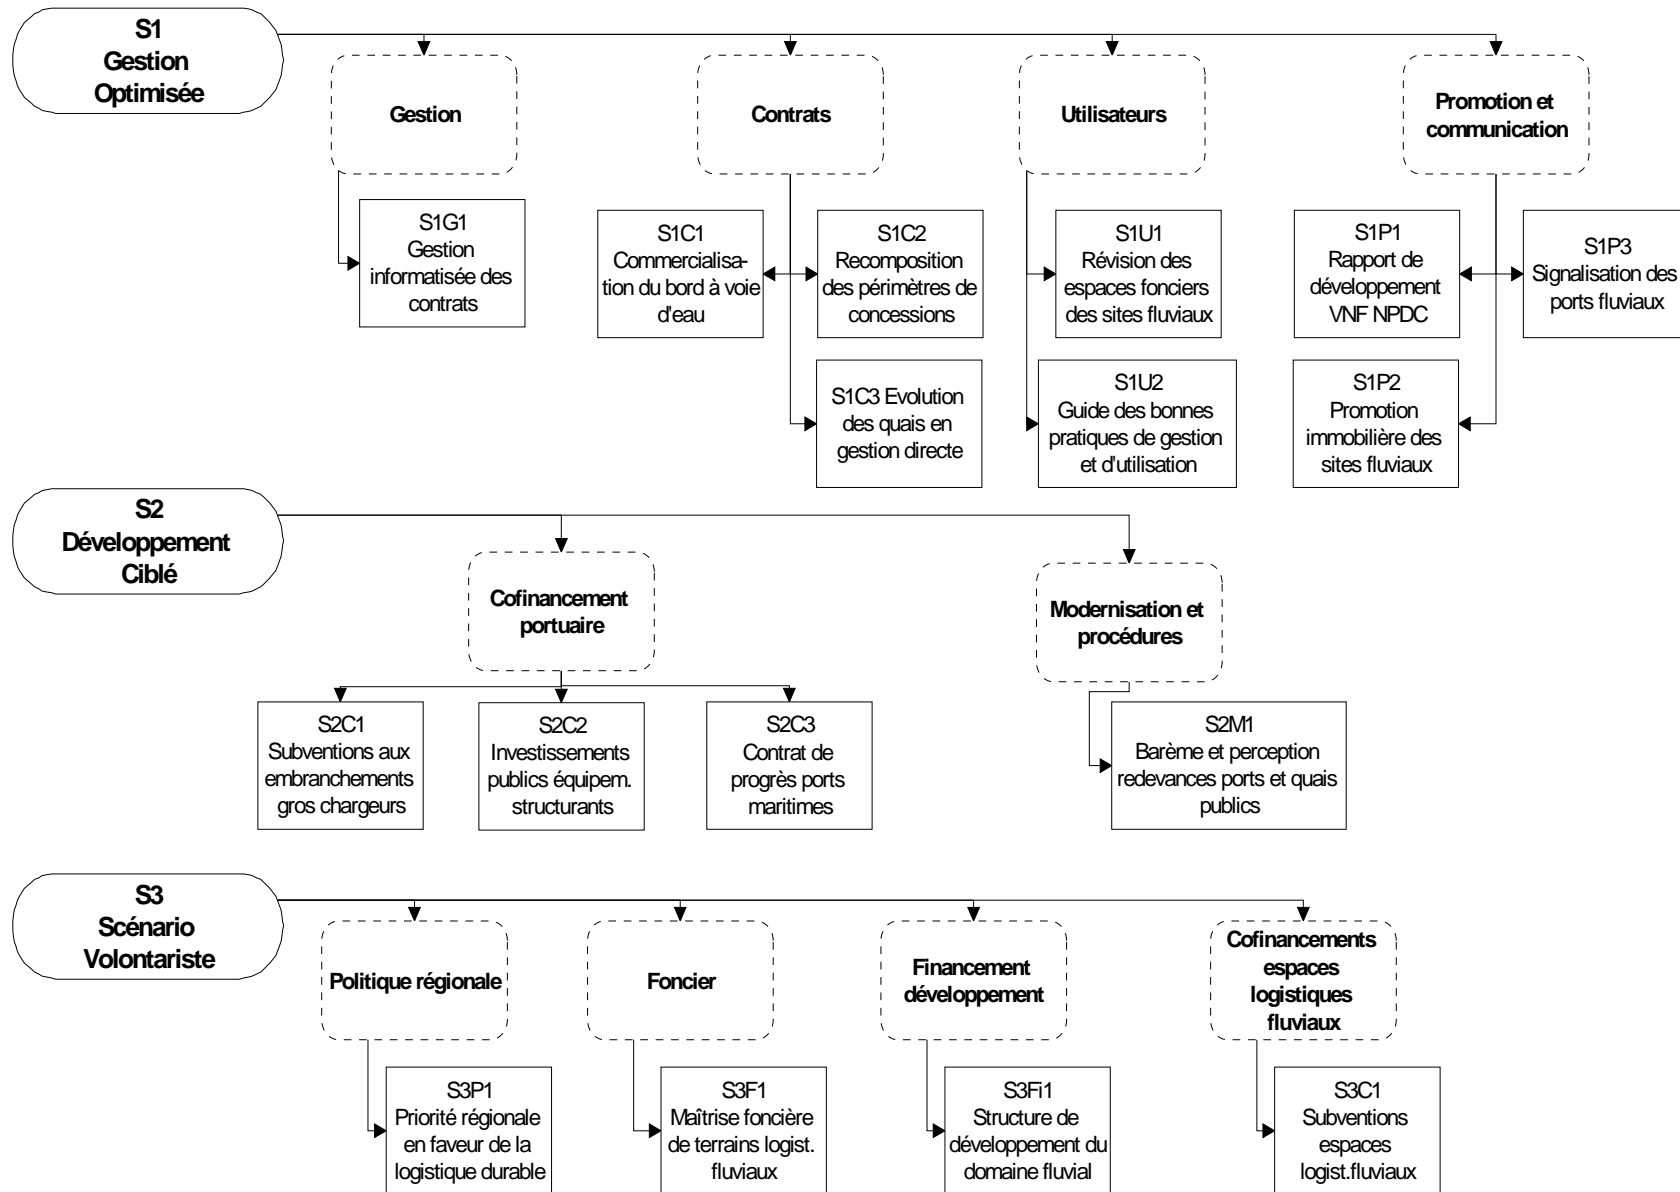 S1
Gestion
Optimisée
Gestion
Contrats
Utilisateurs
Promotion et
communication
S1G1
Gestion
informatisée des
contrats
S1C1
Commercialisa-
tion du bord à voie
d'eau
S1C2
Recomposition
des périmètres de
concessions
S1C3 Evolution
des quais en
gestion directe
S1U1
Révision des
espaces fonciers
des sites fluviaux
S1U2
Guide des bonnes
pratiques de gestion
et d'utilisation
S1P1
Rapport de
développement
VNF NPDC
S1P3
Signalisation des
ports fluviaux
S1P2
Promotion
immobilière des
sites fluviaux
S2
Développement
Ciblé
Cofinancement
portuaire
Modernisation et
procédures
S2C1
Subventions aux
embranchements
gros chargeurs
S2C2
Investissements
publics équipem.
structurants
S2C3
Contrat de
progrès ports
maritimes
S2M1
Barème et perception
redevances ports et quais
publics
S3
Scénario
Volontariste
Politique régionale
Foncier
Financement
développement
Cofinancements
espaces
logistiques
fluviaux
S3P1
Priorité régionale
en faveur de la
logistique durable
S3F1
Maîtrise foncière
de terrains logist.
fluviaux
S3Fi1
Structure de
développement du
domaine fluvial
S3C1
Subventions
espaces
logist.fluviaux